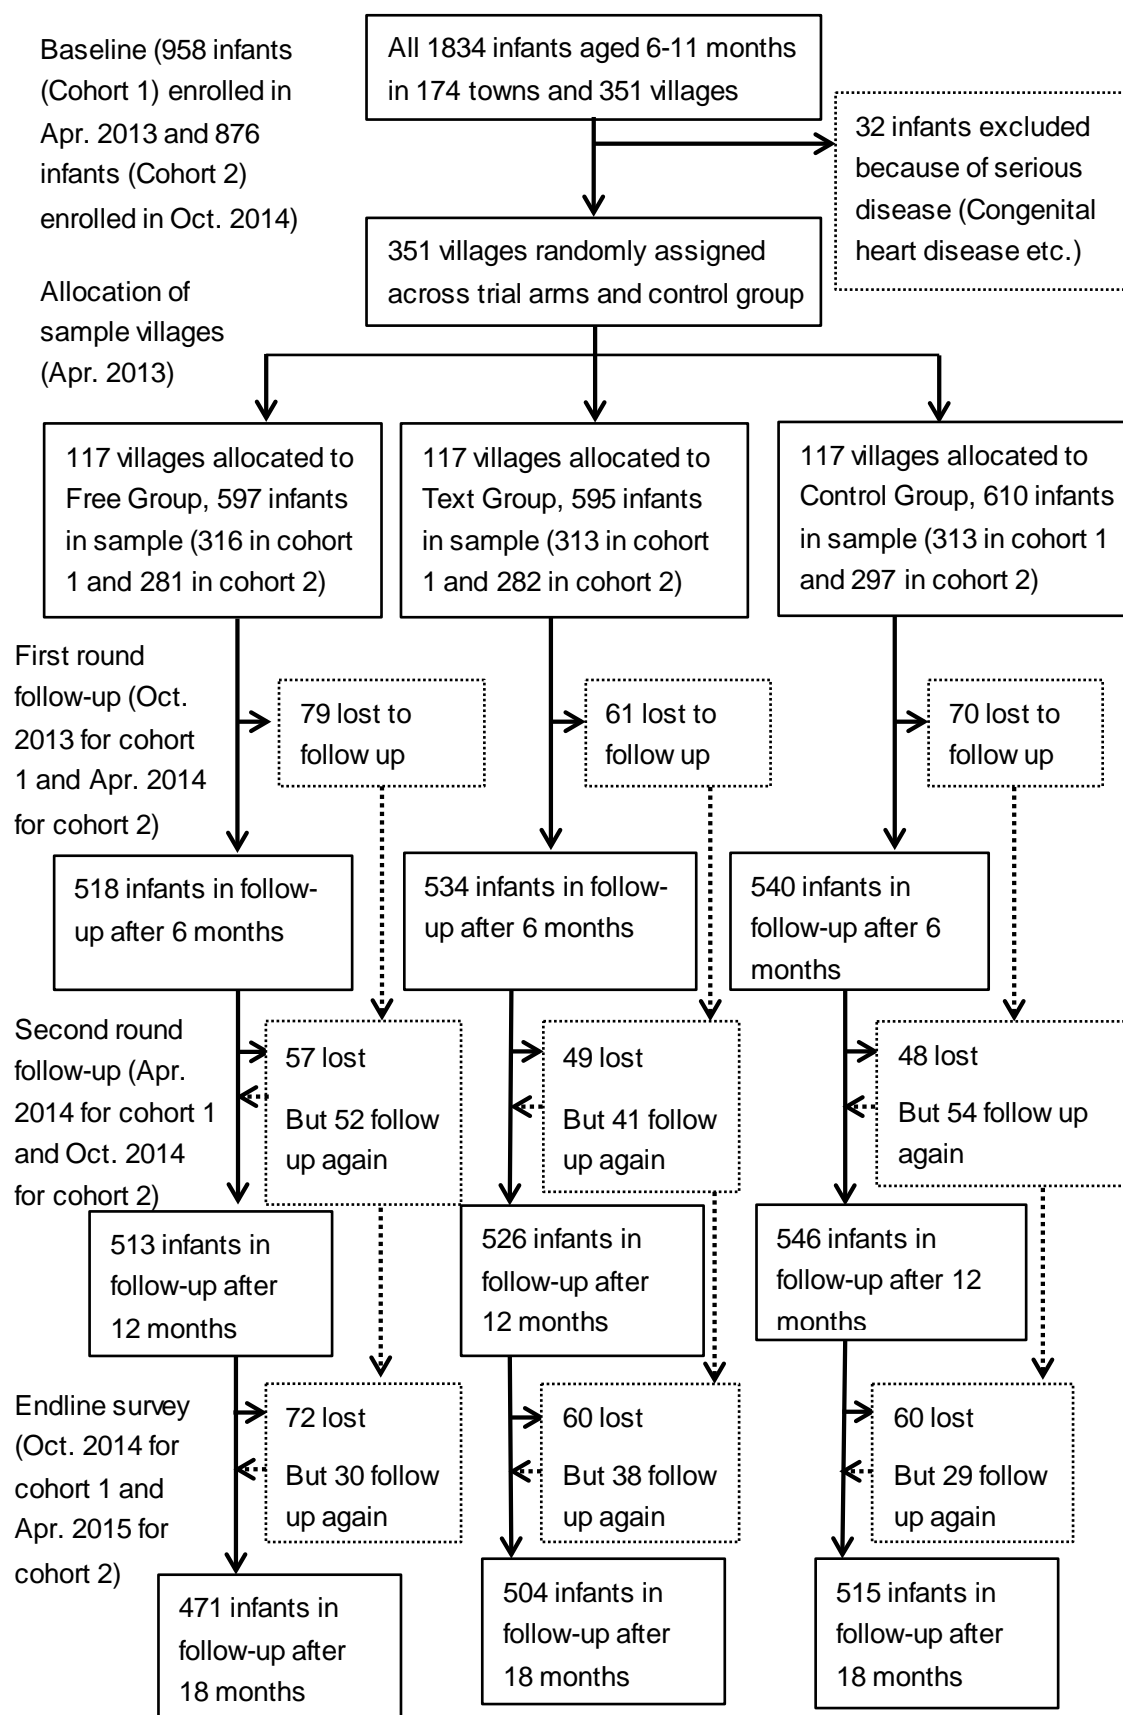 Baseline (958 infants
(Cohort 1) enrolled in
Apr. 2013 and 876
infants (Cohort 2)
enrolled in Oct. 2014)
All 1834 infants aged 6-11 months
in 174 towns and 351 villages
32 infants excluded
because of serious
disease (Congenital
heart disease etc.)
351 villages randomly assigned
across trial arms and control group
Allocation of
sample villages
(Apr. 2013)
117 villages allocated to
Free Group, 597 infants
in sample (316 in cohort
1 and 281 in cohort 2)
117 villages allocated to
Text Group, 595 infants
in sample (313 in cohort
1 and 282 in cohort 2)
117 villages allocated to
Control Group, 610 infants
in sample (313 in cohort 1
and 297 in cohort 2)
First round
follow-up (Oct.
2013 for cohort
1 and Apr. 2014
for cohort 2)
79 lost to
follow up
61 lost to
follow up
70 lost to
follow up
518 infants in follow-
up after 6 months
534 infants in follow-
up after 6 months
540 infants in
follow-up after 6
months
Second round
follow-up (Apr.
2014 for cohort 1
and Oct. 2014
for cohort 2)
57 lost
But 52 follow
up again
49 lost
But 41 follow
up again
48 lost
But 54 follow up
again
513 infants in
follow-up after
12 months
526 infants in
follow-up after
12 months
546 infants in
follow-up after 12
months
Endline survey
(Oct. 2014 for
cohort 1 and
Apr. 2015 for
cohort 2)
72 lost
But 30 follow
up again
60 lost
But 38 follow
up again
60 lost
But 29 follow
up again
471 infants in
follow-up after
18 months
504 infants in
follow-up after
18 months
515 infants in
follow-up after
18 months